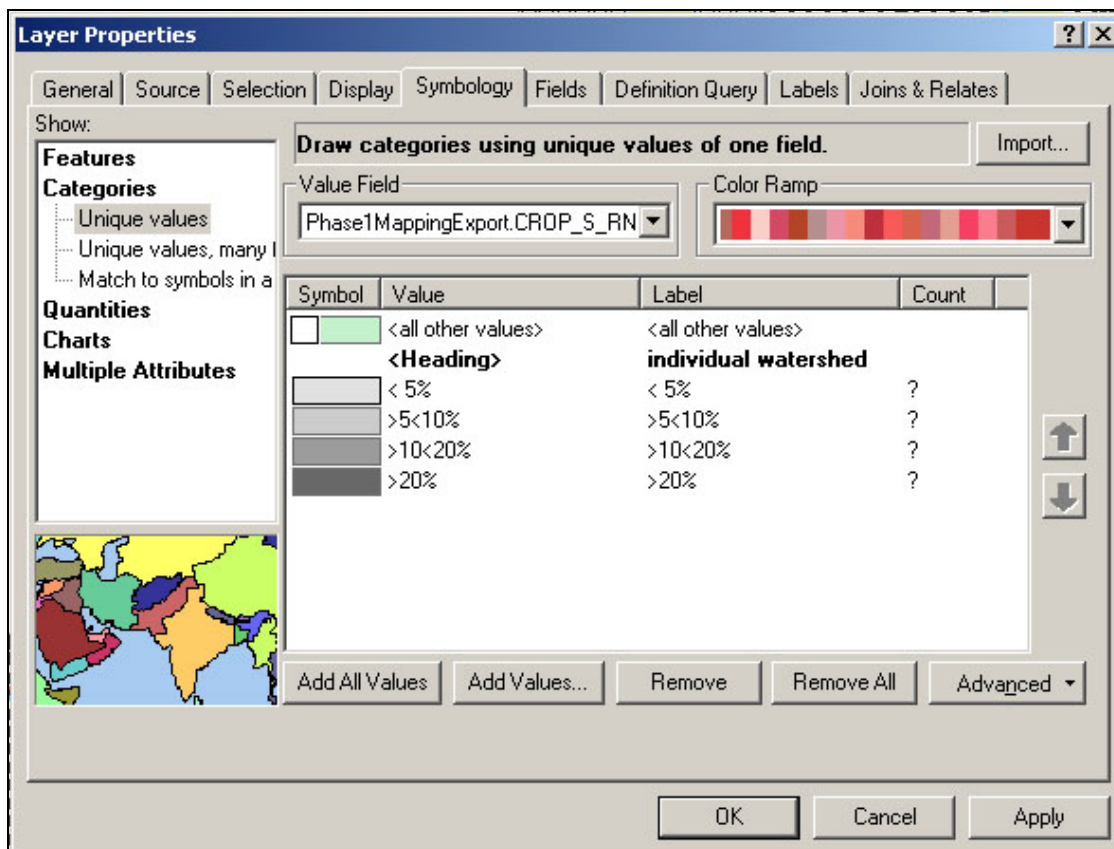 Layer Properties
General Source Selection Display Symbology Fields Definition Query Labels Joins & Relates
Show:
Features
Categories
Unique values
Unique values, many
Match to symbols in a
Quantities
Charts
Multiple Attributes
Draw categories using unique values of one field.
Import...
Value Field
Phase1MappingExport.CROP_S_RN
Color Ramp
Symbol Value Label Count
<all other values> <all other values>
<Heading> individual watershed
< 5% < 5% ?
>5<10% >5<10% ?
>10<20% >10<20% ?
>20% >20% ?
Add All Values Add Values... Remove Remove All Advanced
OK Cancel Apply